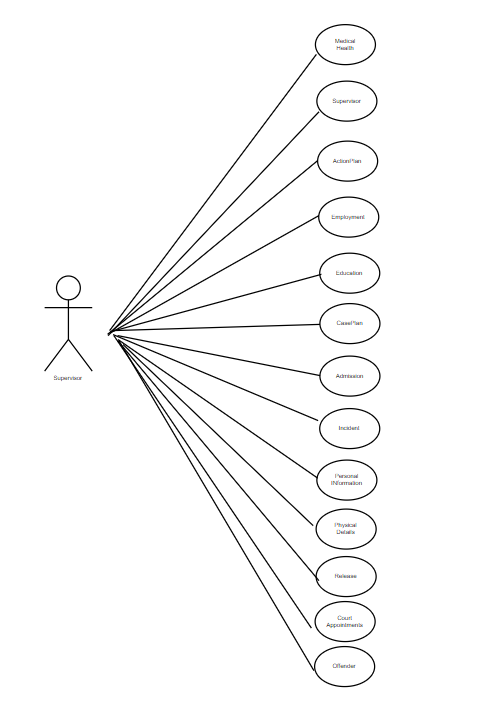 Medical
Health
Supervisor
ActionPlan
Employment
Education
CasePlan
Admission
Incident
Personal
INformation
Physical
Details
Release
Court
Appointments
Offender
Supervisor